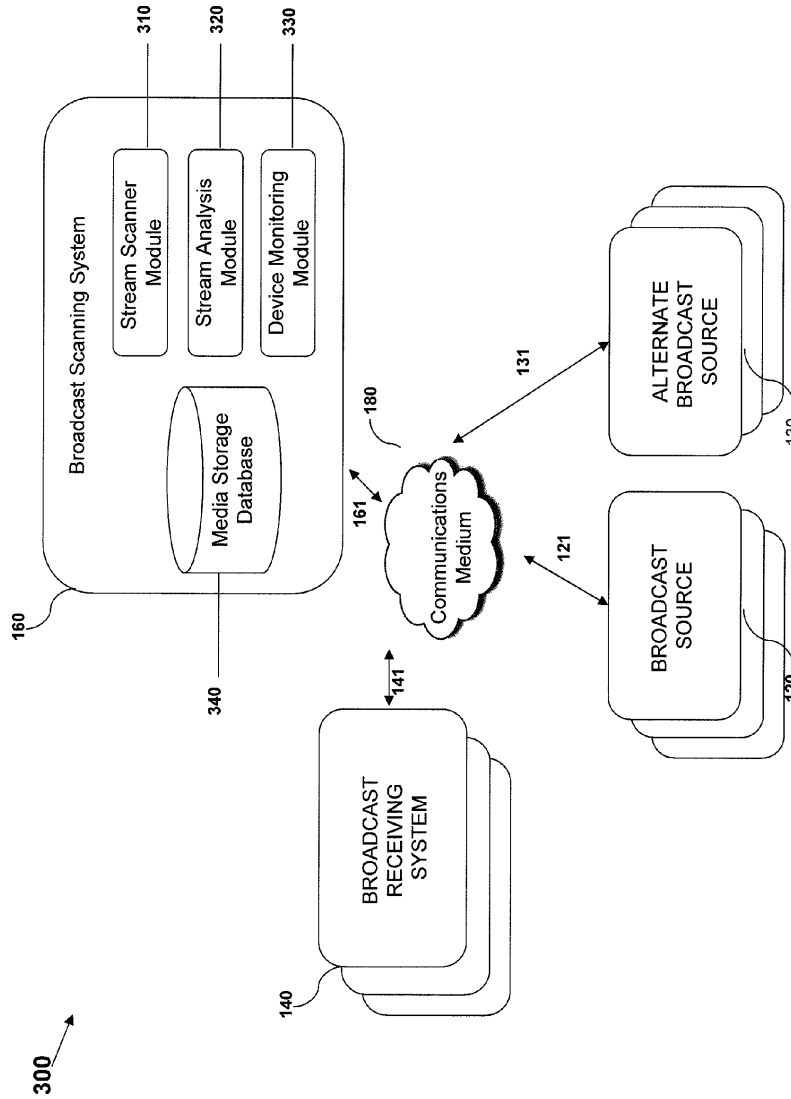 300
160
Broadcast Scanning System
Media Storage
Database
340
Stream Scanner
Module
310
Stream Analysis
Module
320
Device Monitoring
Module
330
140
BROADCAST
RECEIVING
SYSTEM
141
161
180
Communications
Medium
121
131
BROADCAST
SOURCE
ALTERNATE
BROADCAST
SOURCE